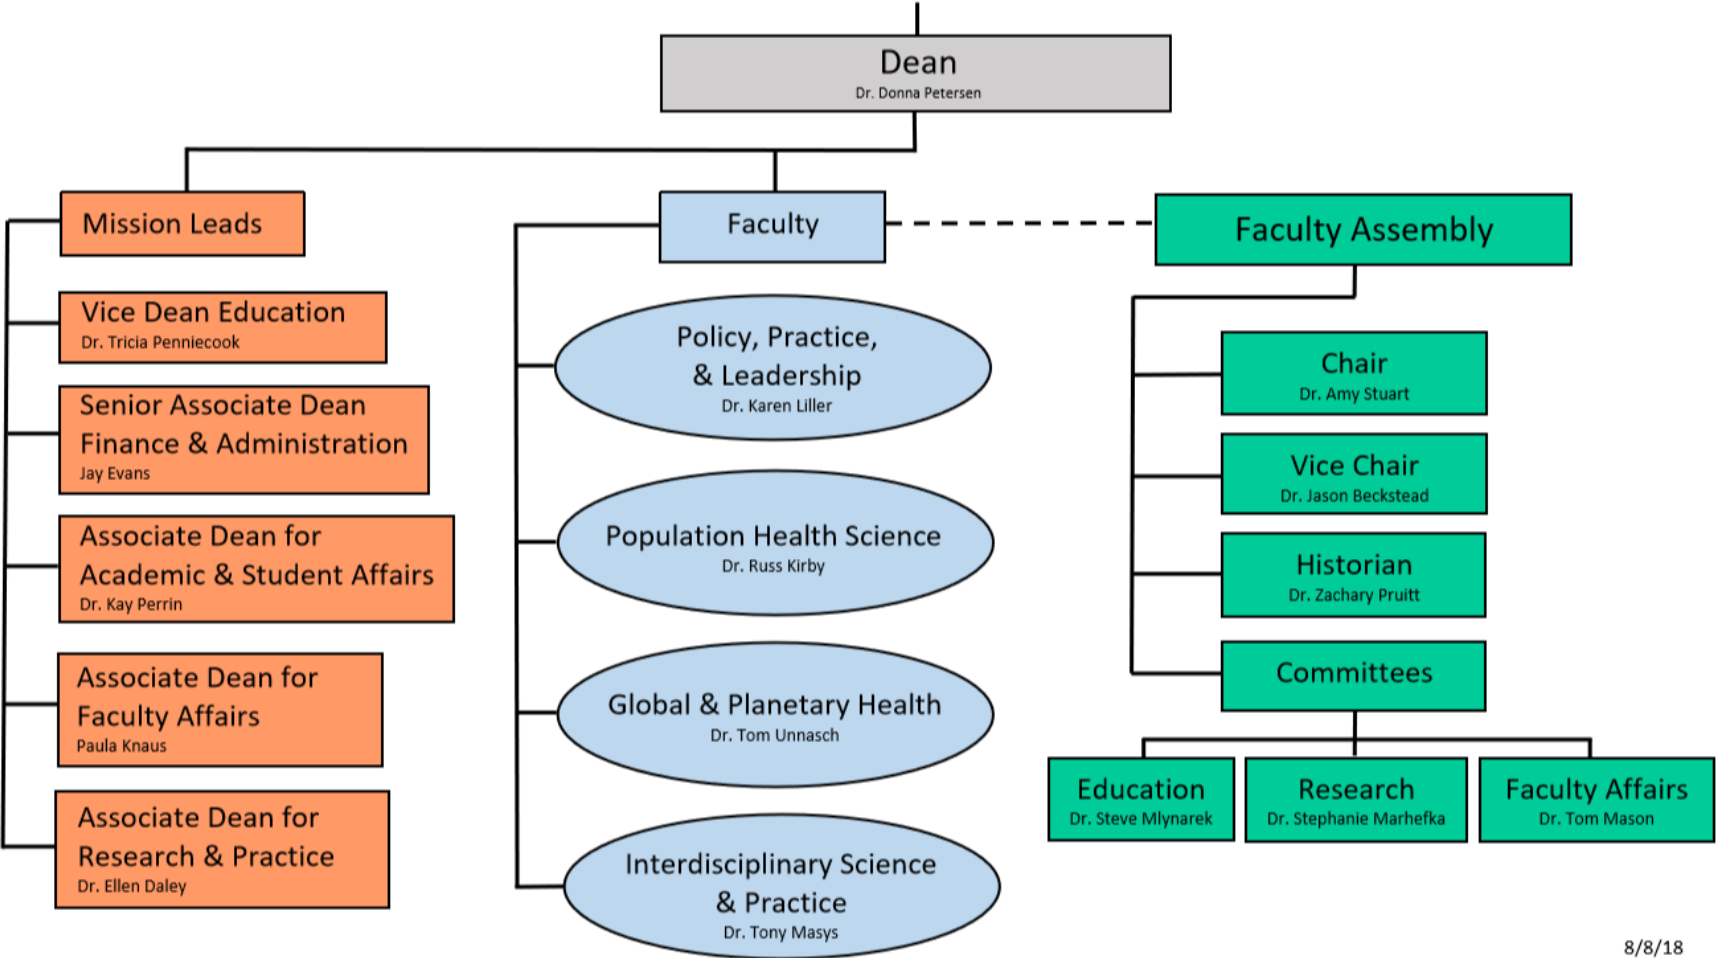 Dean
Dr. Donna Petersen
Mission Leads
Vice Dean Education
Dr. Tricia Penniecook
Senior Associate Dean
Finance & Administration
Jay Evans
Associate Dean for
Academic & Student Affairs
Dr. Kay Perrin
Associate Dean for
Faculty Affairs
Paula Knaus
Associate Dean for
Research & Practice
Dr. Ellen Daley
Faculty
Policy, Practice,
& Leadership
Dr. Karen Liller
Population Health Science
Dr. Russ Kirby
Global & Planetary Health
Dr. Tom Unnasch
Interdisciplinary Science
& Practice
Dr. Tony Masys
Faculty Assembly
Chair
Dr. Amy Stuart
Vice Chair
Dr. Jason Beckstead
Historian
Dr. Zachary Pruitt
Committees
Education
Dr. Steve Mlynarek
Research
Dr. Stephanie Marhefka
Faculty Affairs
Dr. Tom Mason
8/8/18